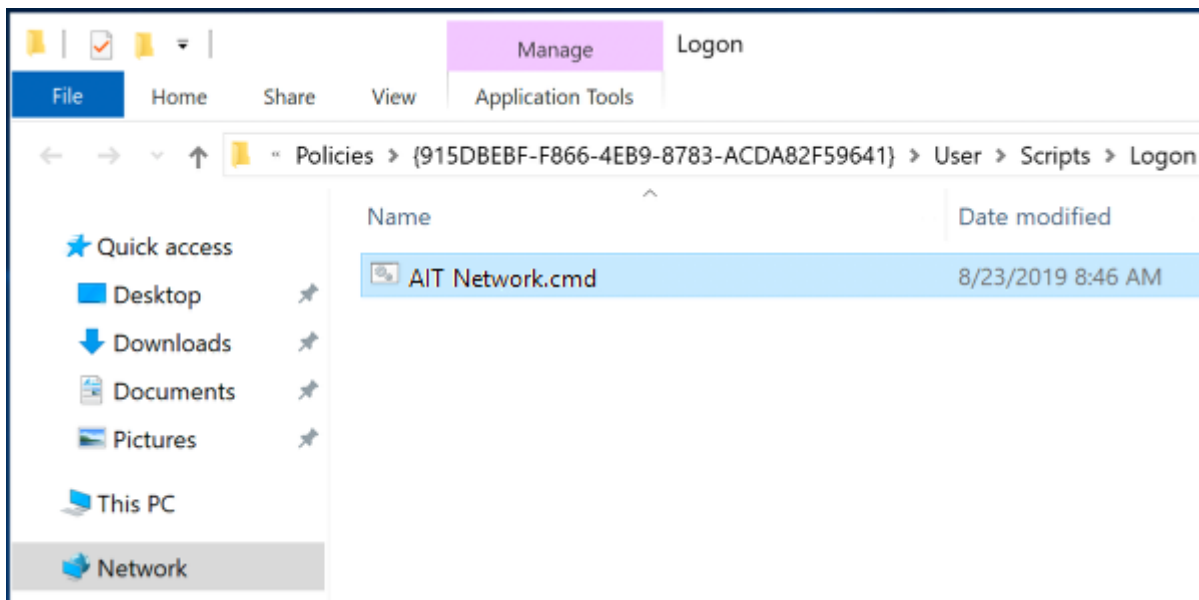 Manage Logon
File Home Share View Application Tools
« Policies > {915DBEBF-F866-4EB9-8783-ACDA82F59641} > User > Scripts > Logon
Name Date modified
Quick access
AIT Network.cmd 8/23/2019 8:46 AM
Desktop
Downloads
Documents
Pictures
This PC
Network